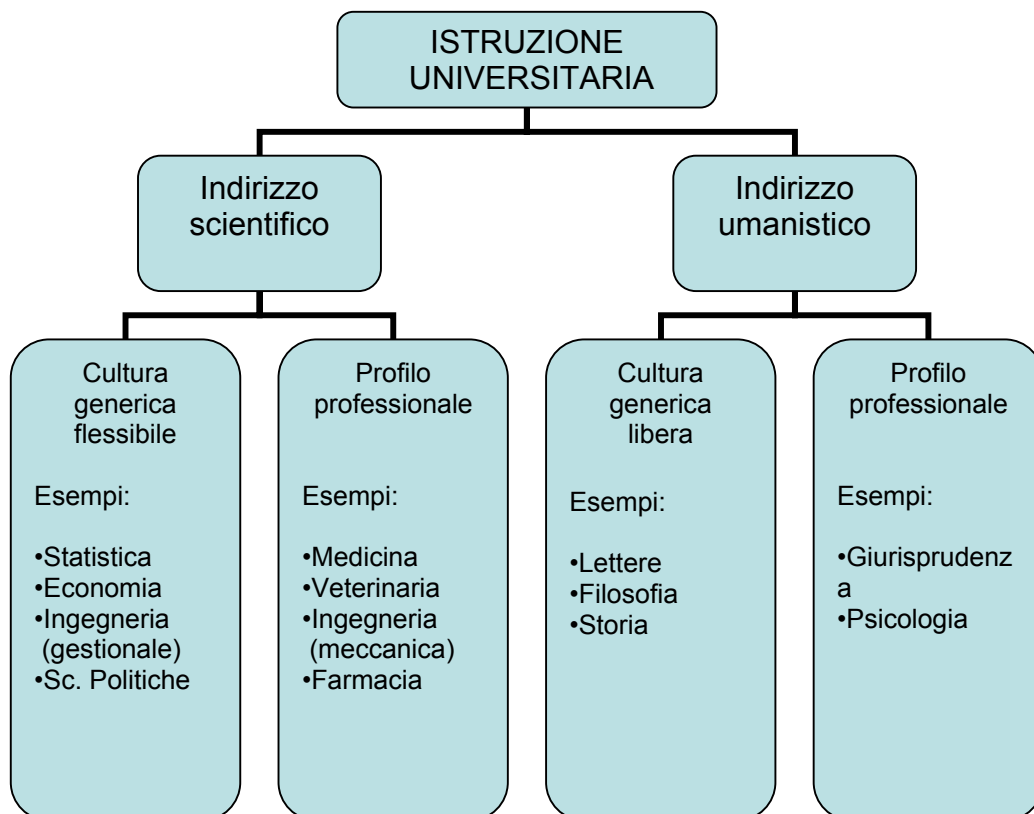 ISTRUZIONE
UNIVERSITARIA
Indirizzo
scientifico
Indirizzo
umanistico
Cultura
generica
flessibile
Esempi:
•Statistica
•Economia
•Ingegneria
(gestionale)
•Sc. Politiche
Profilo
professionale
Esempi:
•Medicina
•Veterinaria
•Ingegneria
(meccanica)
•Farmacia
Cultura
generica
libera
Esempi:
•Lettere
•Filosofia
•Storia
Profilo
professionale
Esempi:
•Giurisprudenz
a
•Psicologia